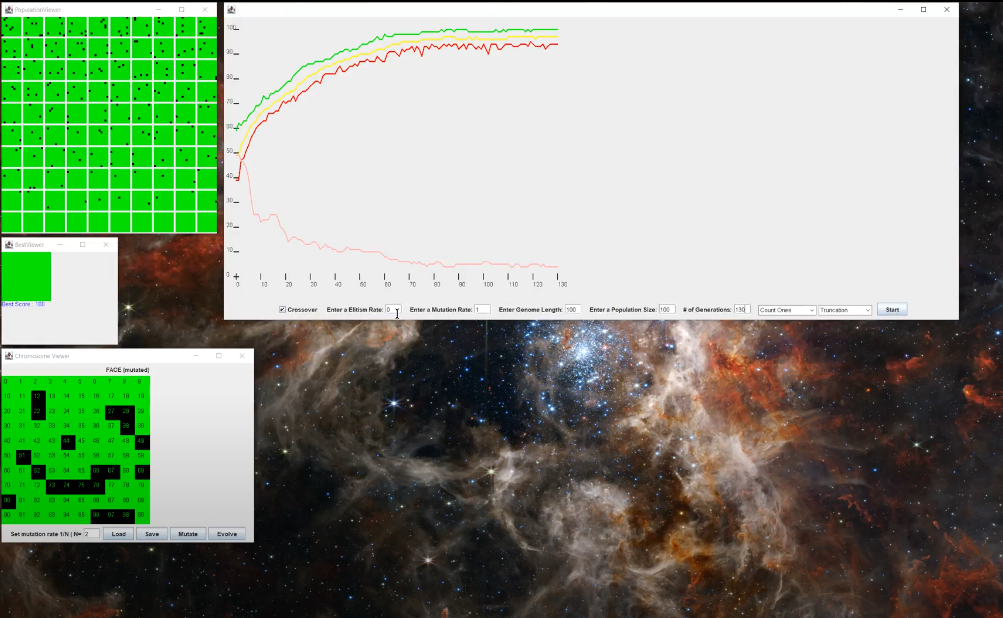 PopulationViewer
100
90
80
70
60
50
40
30
20
10
0
0 10 20 30 40 50 60 70 80 90 100 110 120 130
Crossover Enter a Elitism Rate: 0 Enter a Mutation Rate: 1 Enter Genome Length: 100 Enter a Population Size: 100 # of Generations: 130 Count Ones Truncation Start
BestViewer
Best Score: 100
Chromosome Viewer
FACE (mutated)
0 1 2 3 4 5 6 7 8 9
10 11 12 13 14 15 16 17 18 19
20 21 22 23 24 25 26 27 28 29
30 31 32 33 34 35 36 37 38 39
40 41 42 43 44 45 46 47 48 49
50 51 52 53 54 55 56 57 58 59
60 61 62 63 64 65 66 67 68 69
70 71 72 73 74 75 76 77 78 79
80 81 82 83 84 85 86 87 88 89
90 91 92 93 94 95 96 97 98 99
Set mutation rate 1/N | N= 2 Load Save Mutate Evolve